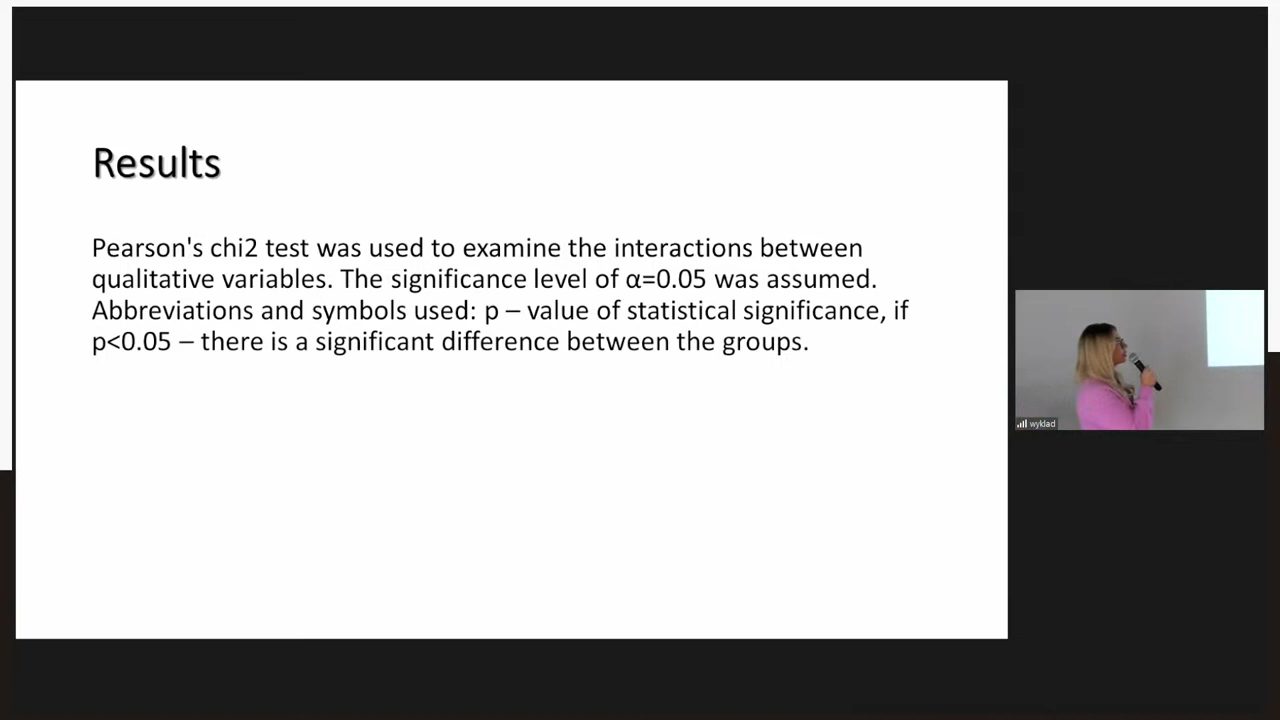 Results
Pearson's chi2 test was used to examine the interactions between
qualitative variables. The significance level of α=0.05 was assumed.
Abbreviations and symbols used: p – value of statistical significance, if
p<0.05 – there is a significant difference between the groups.
wyklad